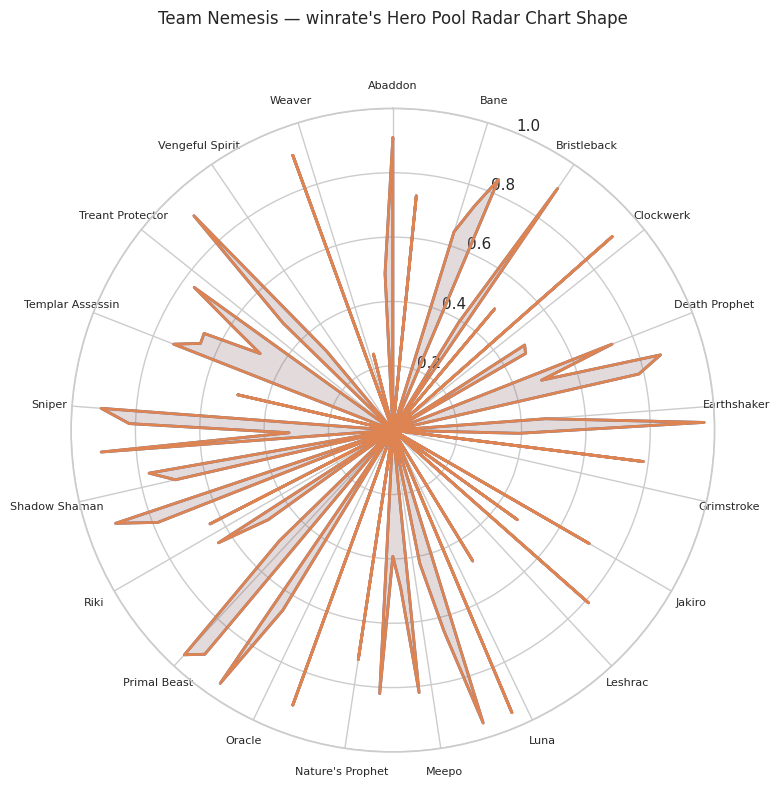 Team Nemesis — winrate's Hero Pool Radar Chart Shape
Abaddon
Bane
Bristleback
Clockwerk
Death Prophet
Earthshaker
Grimstroke
Jakiro
Leshrac
Luna
Meepo
Nature's Prophet
Oracle
Primal Beast
Riki
Shadow Shaman
Sniper
Templar Assassin
Treant Protector
Vengeful Spirit
Weaver
0.2
0.4
0.6
0.8
1.0